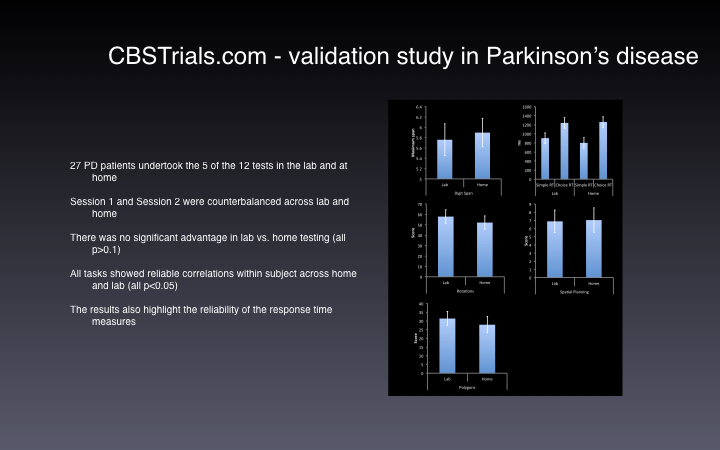 CBSTrials.com - validation study in Parkinson's disease
27 PD patients undertook the 5 of the 12 tests in the lab and at
home
Session 1 and Session 2 were counterbalanced across lab and
home
There was no significant advantage in lab vs. home testing (all
p>0.1)
All tasks showed reliable correlations within subject across home
and lab (all p<0.05)
The results also highlight the reliability of the response time
measures
6.4
6.2
6
5.8
5.6
5.4
5.2
5
Maximum span
Lab Home
Digit Span
1600
1400
1200
1000
800
600
400
200
0
ms
Simple RT Choice RT Simple RT Choice RT
Lab Home
70
60
50
40
30
20
10
0
Score
Lab Home
Rotations
9
8
7
6
5
4
3
2
1
0
Score
Lab Home
Spatial Planning
40
35
30
25
20
15
10
5
0
Score
Lab Home
Polygons